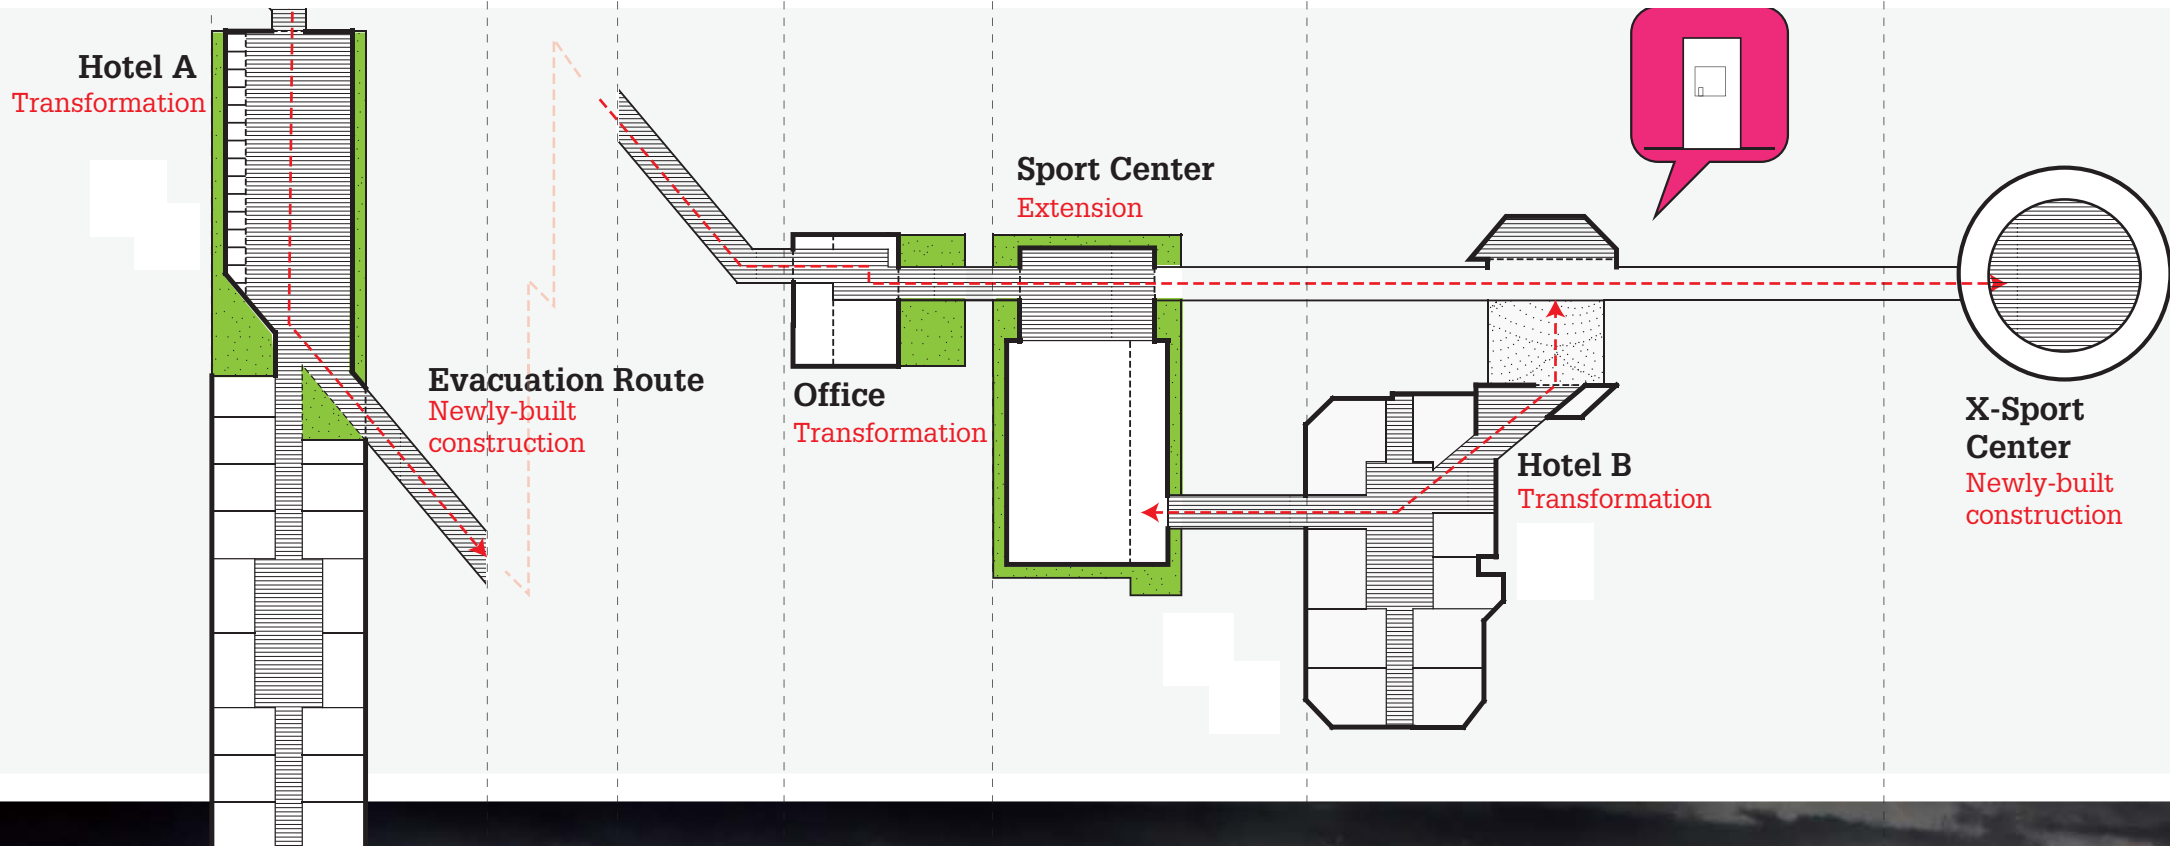 Hotel A
Transformation
Evacuation Route
Newly-built
construction
Office
Transformation
Sport Center
Extension
Hotel B
Transformation
X-Sport
Center
Newly-built
construction